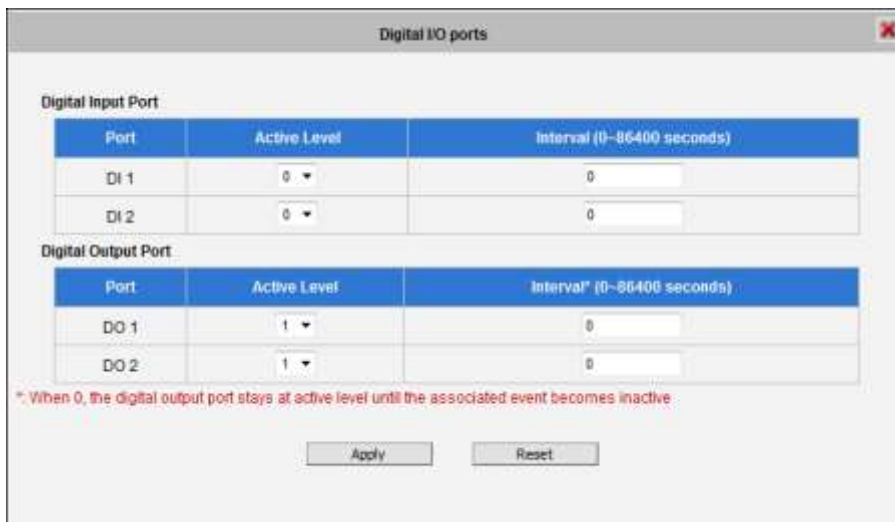 Digital I/O ports
Digital Input Port
Port Active Level Interval (0~86400 seconds)
DI 1 0 0
DI 2 0 0
Digital Output Port
Port Active Level Interval* (0~86400 seconds)
DO 1 1 0
DO 2 1 0
*: When 0, the digital output port stays at active level until the associated event becomes inactive
Apply Reset